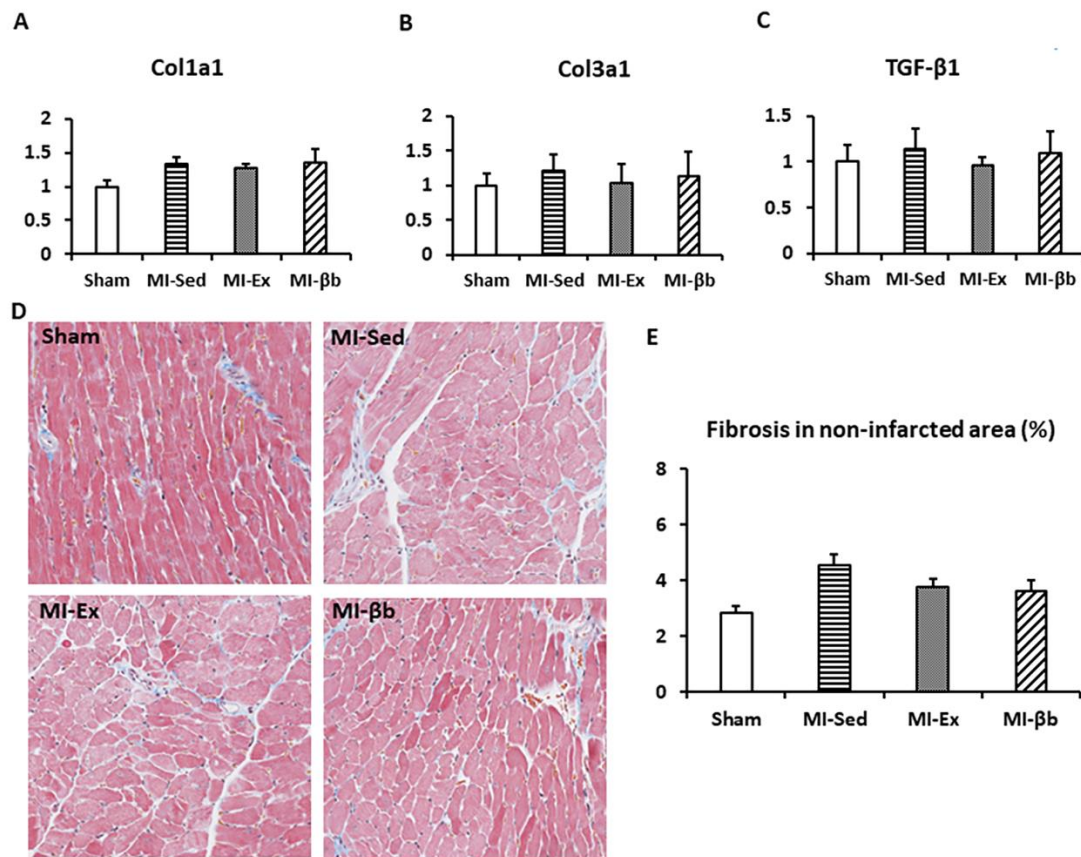 A
Col1a1
2
1.5
1
0.5
0
Sham MI-Sed MI-Ex MI-βb
B
Col3a1
2
1.5
1
0.5
0
Sham MI-Sed MI-Ex MI-βb
C
TGF-β1
1.5
1
0.5
0
Sham MI-Sed MI-Ex MI-βb
D
Sham
MI-Sed
MI-Ex
MI-βb
E
Fibrosis in non-infarcted area (%)
8
6
4
2
0
Sham MI-Sed MI-Ex MI-βb